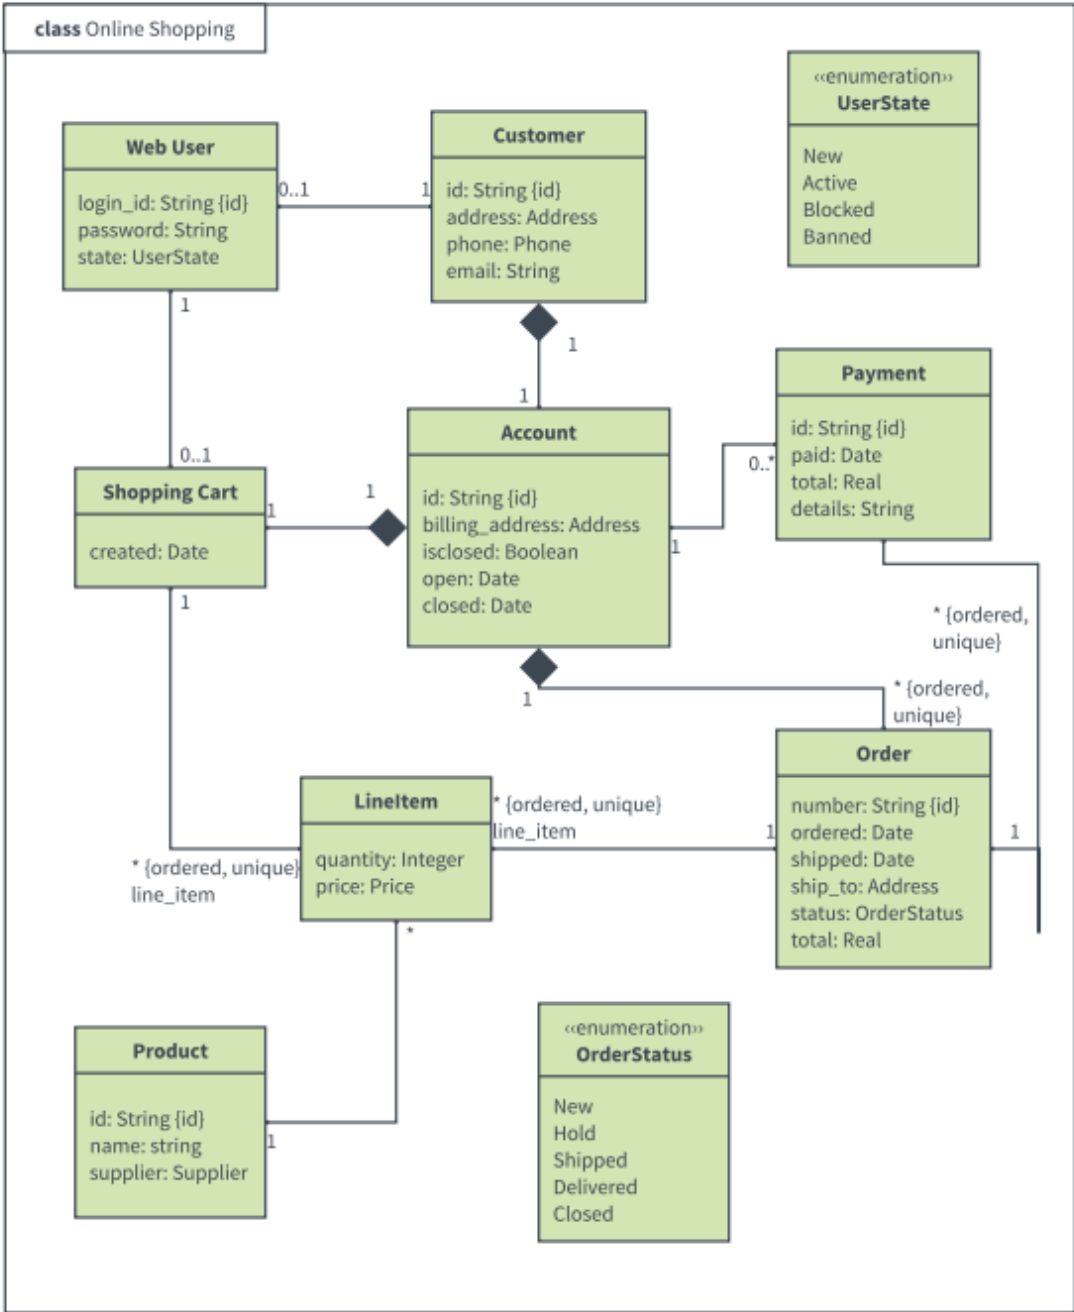 class Online Shopping
‹‹enumeration››
UserState
New
Active
Blocked
Banned
Web User
login_id: String {id}
password: String
state: UserState
0..1
1
Customer
id: String {id}
address: Address
phone: Phone
email: String
1
0..1
1
1
Payment
id: String {id}
paid: Date
total: Real
details: String
0..*
1
Account
id: String {id}
billing_address: Address
isclosed: Boolean
open: Date
closed: Date
Shopping Cart
created: Date
1
1
1
* {ordered,
unique}
1
* {ordered,
unique}
Order
number: String {id}
ordered: Date
shipped: Date
ship_to: Address
status: OrderStatus
total: Real
1
1
LineItem
quantity: Integer
price: Price
* {ordered, unique}
line_item
* {ordered, unique}
line_item
*
Product
id: String {id}
name: string
supplier: Supplier
1
‹‹enumeration››
OrderStatus
New
Hold
Shipped
Delivered
Closed